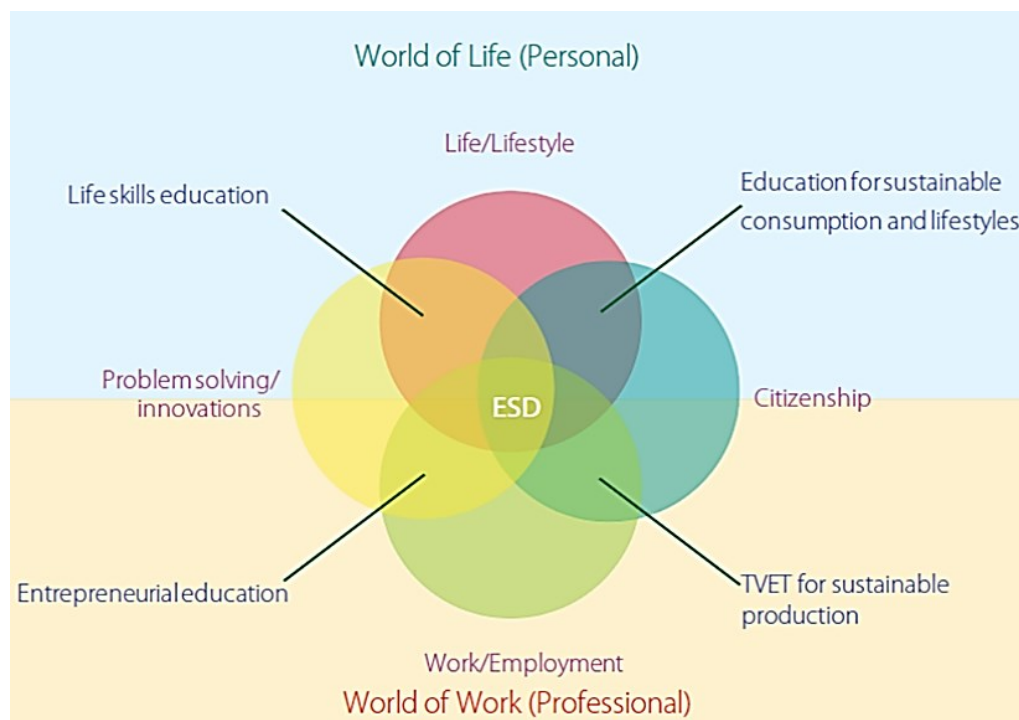 World of Life (Personal)
Life/Lifestyle
Life skills education
Education for sustainable
consumption and lifestyles
Problem solving/
innovations
ESD
Citizenship
Entrepreneurial education
TVET for sustainable
production
Work/Employment
World of Work (Professional)